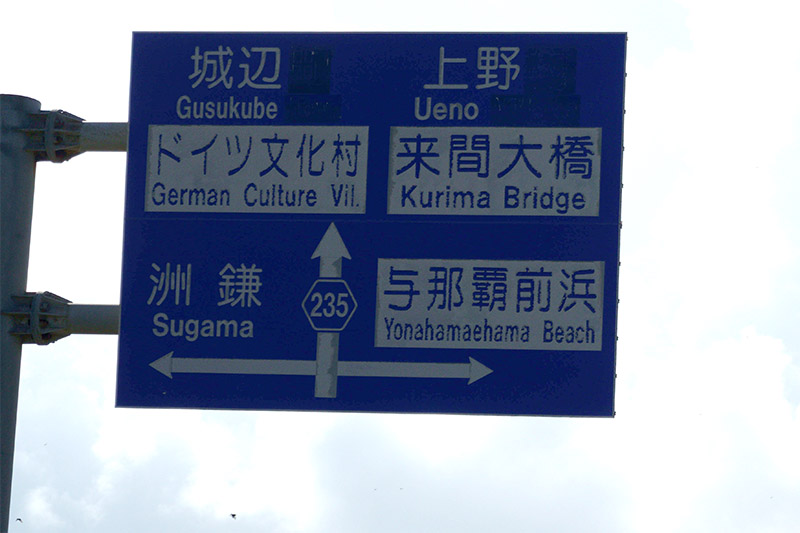 城辺 上野
Gusukube Ueno
ドイツ文化村 来間大橋
German Culture Vil. Kurima Bridge
洲鎌 与那覇前浜
Sugama 235 Yonahamaehama Beach